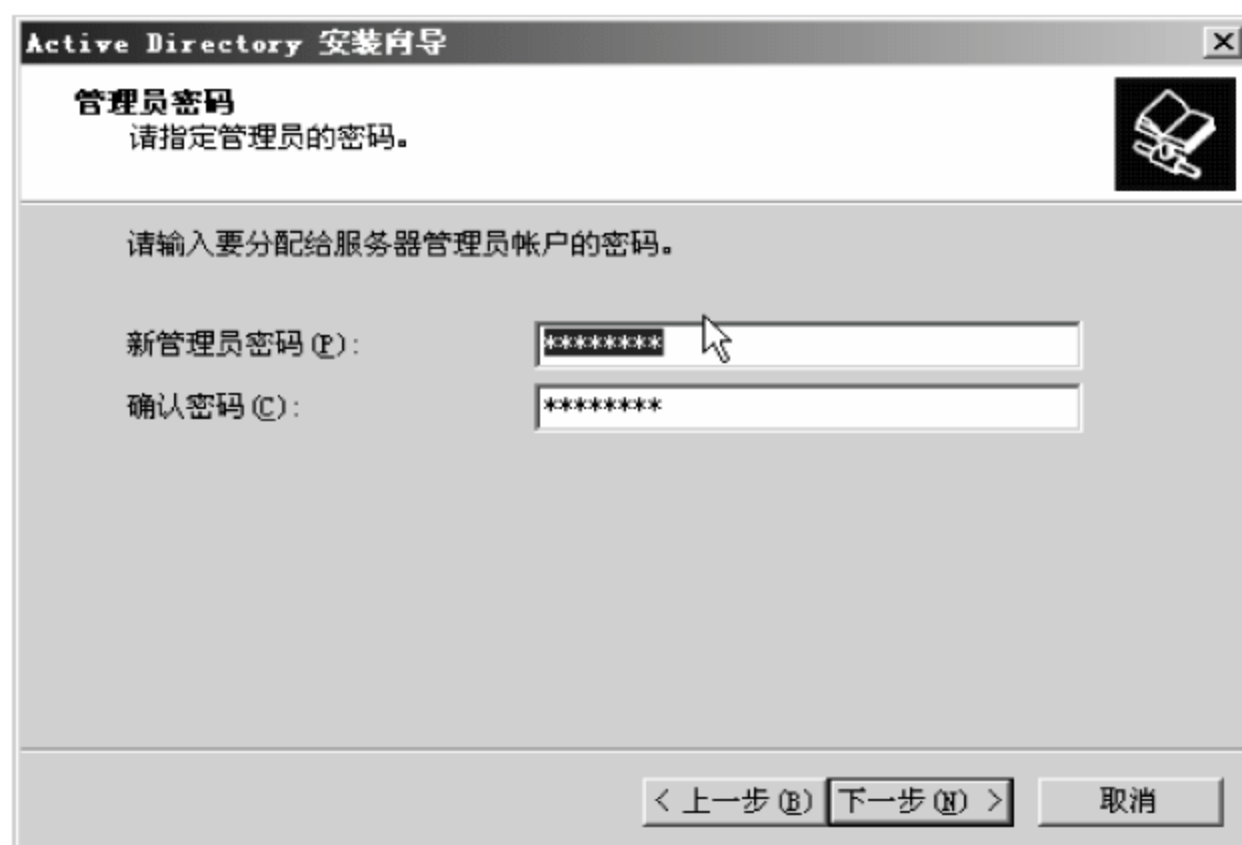 Active Directory 安装向导
管理员密码
请指定管理员的密码。
请输入要分配给服务器管理员帐户的密码。
新管理员密码(P): ********
确认密码(C): ********
< 上一步(B) 下一步(N) > 取消